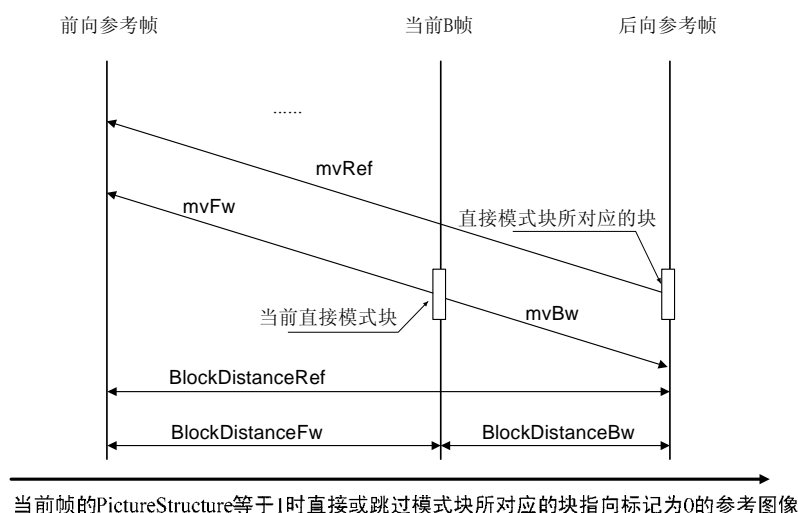 前向参考帧
当前B帧
后向参考帧
......
mvRef
mvFw
直接模式块所对应的块
当前直接模式块
mvBw
BlockDistanceRef
BlockDistanceFw
BlockDistanceBw
当前帧的PictureStructure等于1时直接或跳过模式块所对应的块指向标记为0的参考图像